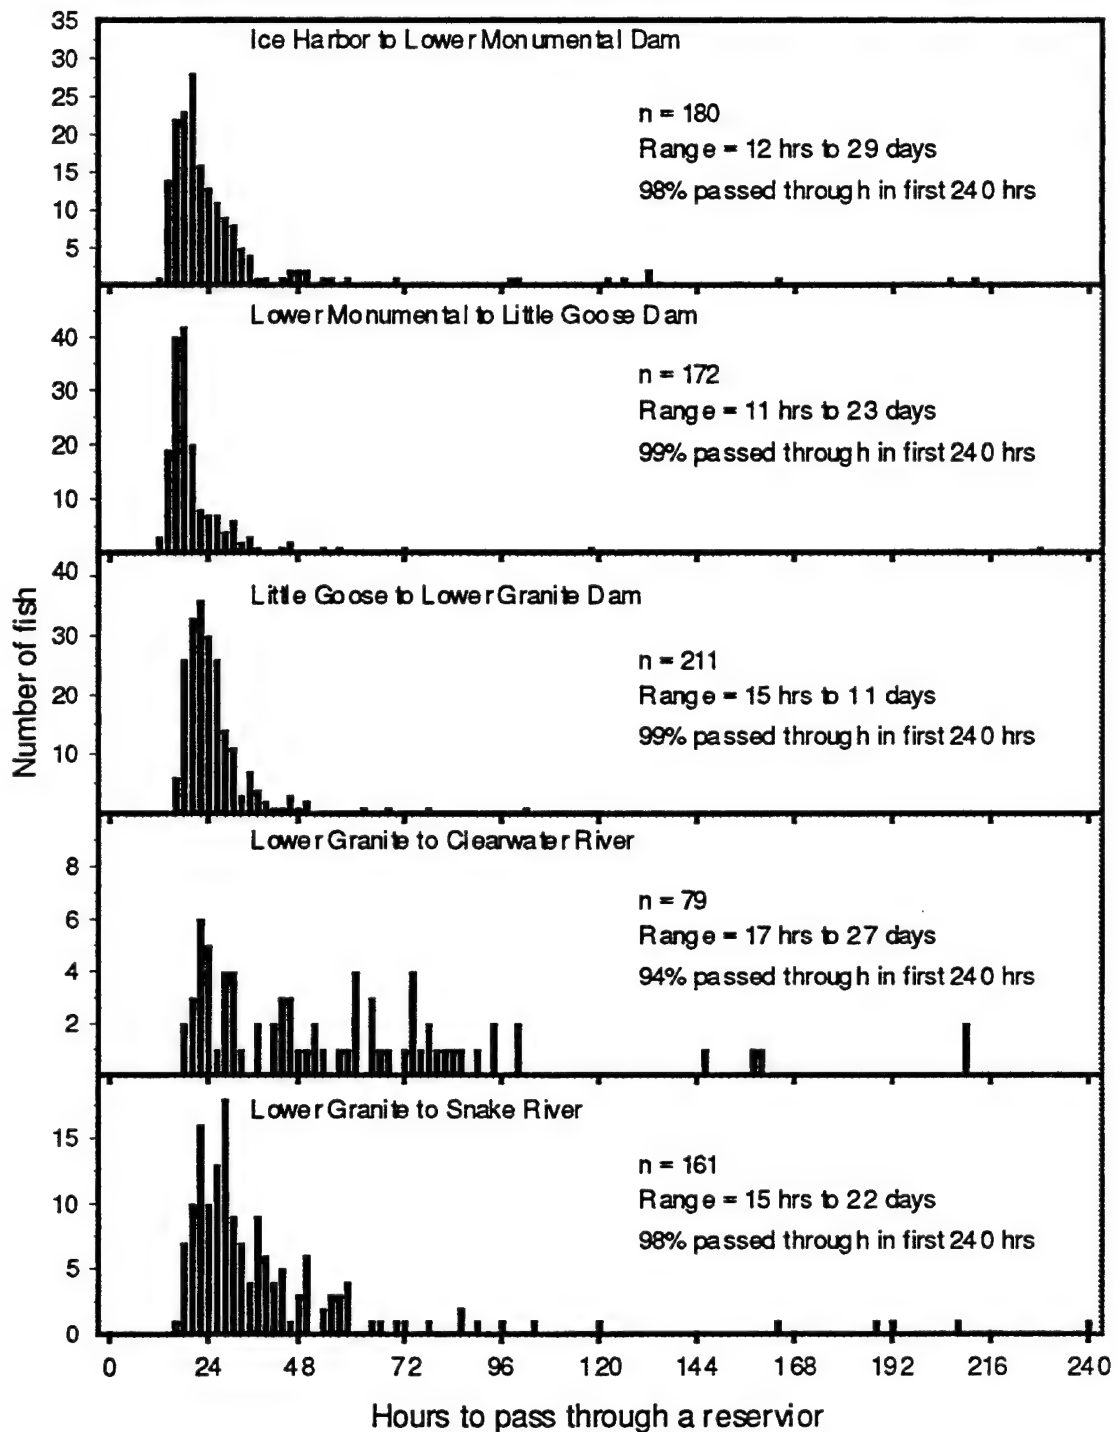 35
Ice Harbor to Lower Monumental Dam
30
25
n = 180
20
Range = 12 hrs to 29 days
15
98% passed through in first 240 hrs
10
5
Lower Monumental to Little Goose Dam
40
n = 172
30
Range = 11 hrs to 23 days
20
99% passed through in first 240 hrs
10
40
Little Goose to Lower Granite Dam
30
n = 211
20
Range = 15 hrs to 11 days
99% passed through in first 240 hrs
10
Number of fish
Lower Granite to Clearwater River
8
n = 79
6
Range = 17 hrs to 27 days
4
94% passed through in first 240 hrs
2
Lower Granite to Snake River
15
n = 161
10
Range = 15 hrs to 22 days
98% passed through in first 240 hrs
5
0
0 24 48 72 96 120 144 168 192 216 240
Hours to pass through a reservior